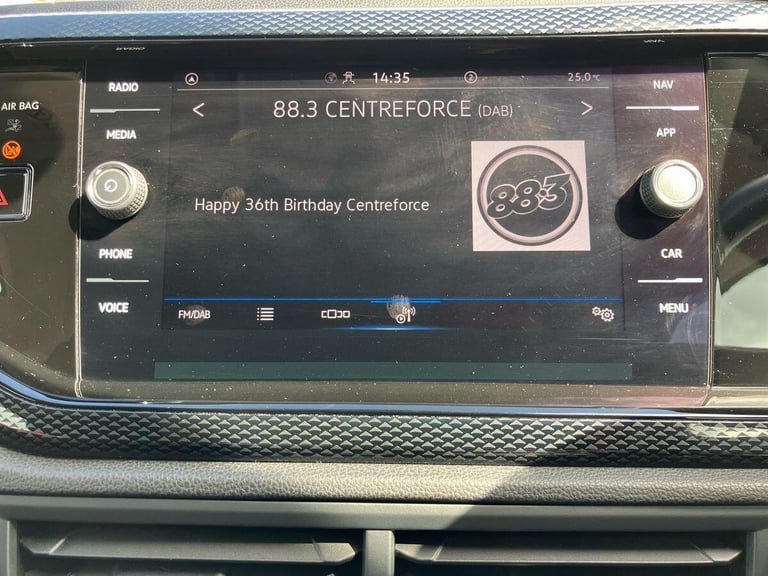 AIR BAG
RADIO
MEDIA
PHONE
VOICE
14:35
2
25.0°C
< 88.3 CENTREFORCE (DAB) >
Happy 36th Birthday Centreforce
88.3
FM/DAB
NAV
APP
CAR
MENU